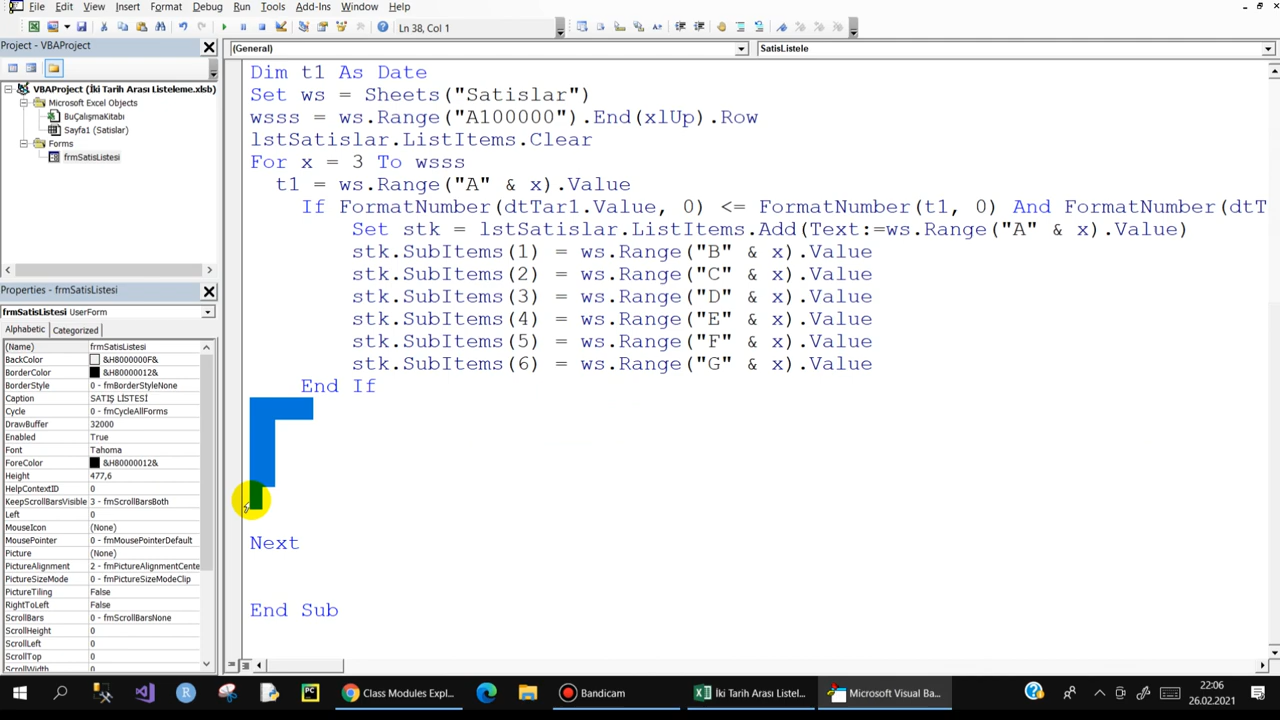 File Edit View Insert Format Debug Run Tools Add-Ins Window Help
Ln 38, Col 1
Project - VBAProject
(General) SatisListele
VBAProject (İki Tarih Arası Listeleme.xlsb)
Microsoft Excel Objects
BuÇalışmaKitabı
Sayfa1 (Satislar)
Forms
frmSatisListesi
Properties - frmSatisListesi
frmSatisListesi UserForm
Alphabetic Categorized
(Name) frmSatisListesi
BackColor &H8000000F&
BorderColor &H80000012&
BorderStyle 0 - fmBorderStyleNone
Caption SATIŞ LİSTESİ
Cycle 0 - fmCycleAllForms
DrawBuffer 32000
Enabled True
Font Tahoma
ForeColor &H80000012&
Height 477,6
HelpContextID 0
KeepScrollBarsVisible 3 - fmScrollBarsBoth
Left 0
MouseIcon (None)
MousePointer 0 - fmMousePointerDefault
Picture (None)
PictureAlignment 2 - fmPictureAlignmentCente
PictureSizeMode 0 - fmPictureSizeModeClip
PictureTiling False
RightToLeft False
ScrollBars 0 - fmScrollBarsNone
ScrollHeight 0
ScrollLeft 0
ScrollTop 0
ScrollWidth 0
Dim t1 As Date
Set ws = Sheets("Satislar")
wsss = ws.Range("A100000").End(xlUp).Row
lstSatislar.ListItems.Clear
For x = 3 To wsss
t1 = ws.Range("A" & x).Value
If FormatNumber(dtTar1.Value, 0) <= FormatNumber(t1, 0) And FormatNumber(dtT
Set stk = lstSatislar.ListItems.Add(Text:=ws.Range("A" & x).Value)
stk.SubItems(1) = ws.Range("B" & x).Value
stk.SubItems(2) = ws.Range("C" & x).Value
stk.SubItems(3) = ws.Range("D" & x).Value
stk.SubItems(4) = ws.Range("E" & x).Value
stk.SubItems(5) = ws.Range("F" & x).Value
stk.SubItems(6) = ws.Range("G" & x).Value
End If
Next
End Sub
Class Modules Expl... Bandicam İki Tarih Arası Listel... Microsoft Visual Ba...
22:06
26.02.2021